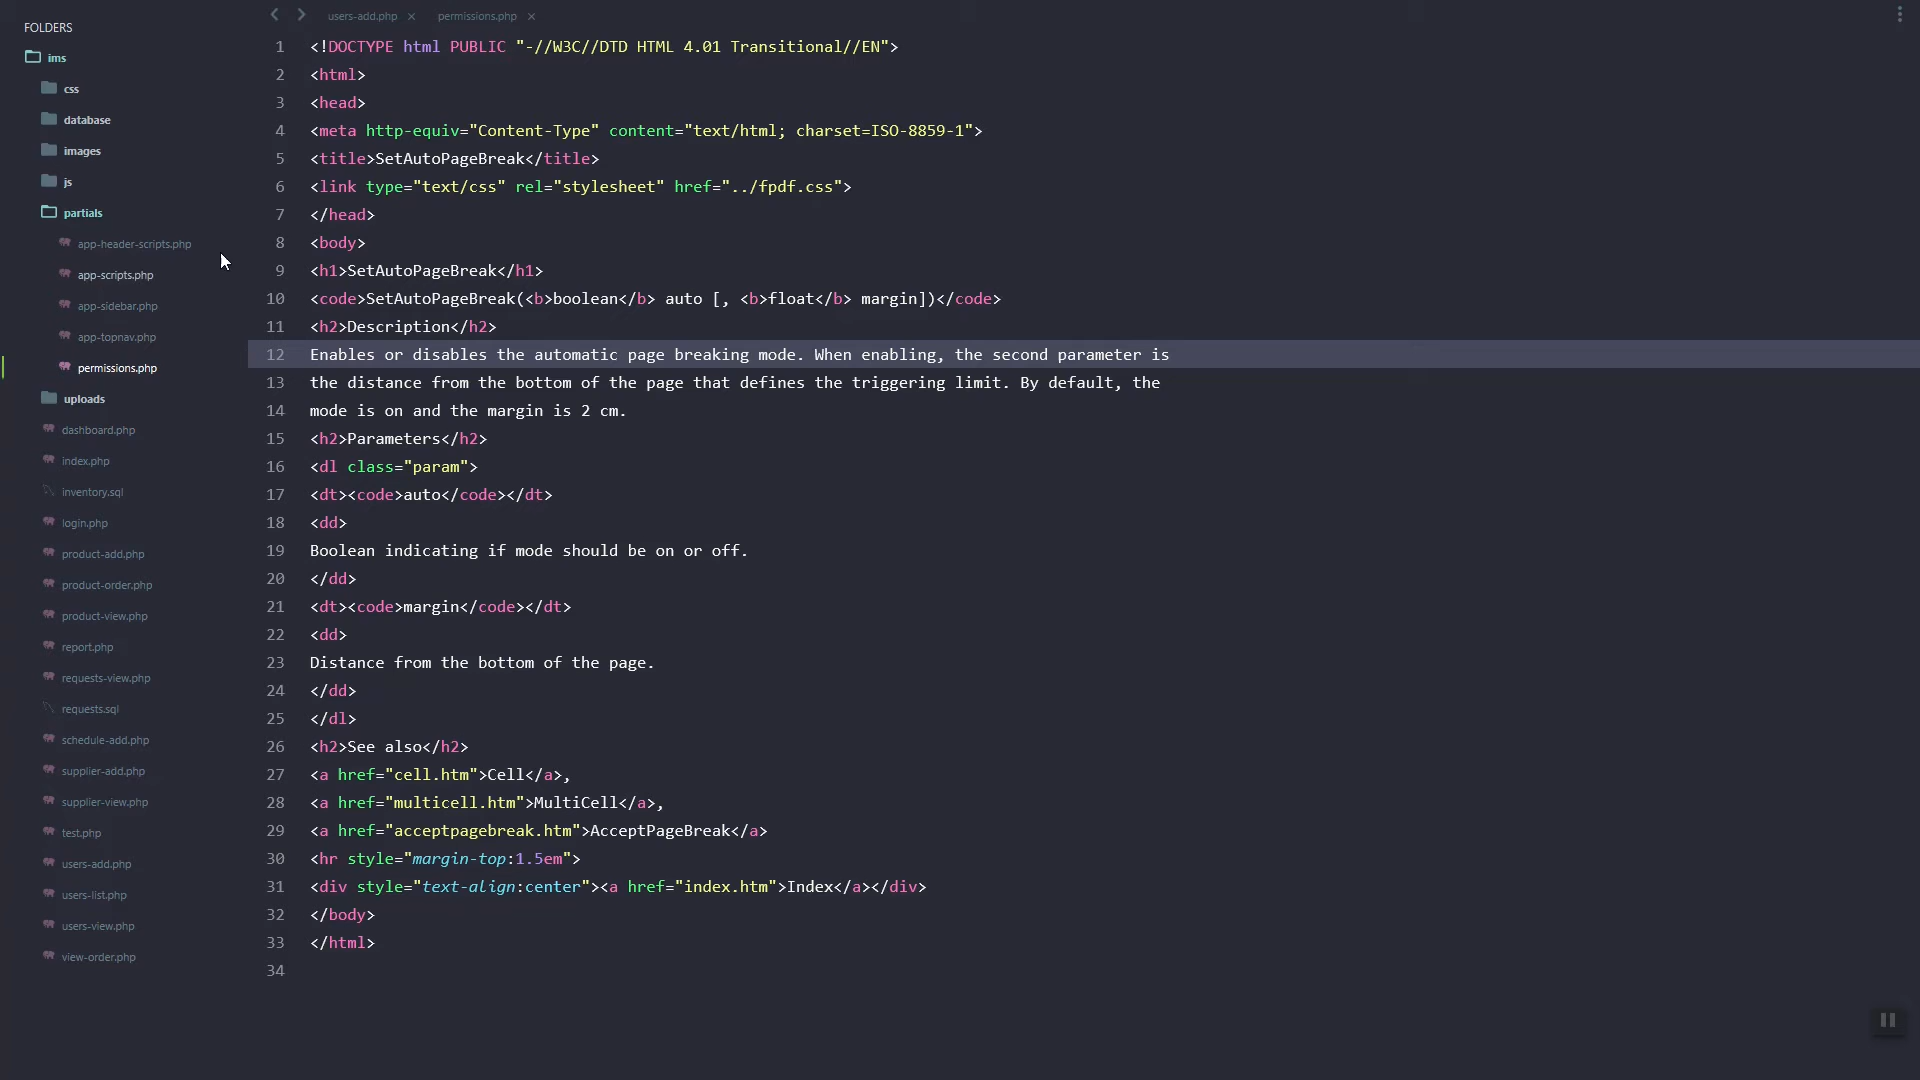 FOLDERS
ims
css
database
images
js
partials
app-header-scripts.php
app-scripts.php
app-sidebar.php
app-topnav.php
permissions.php
uploads
dashboard.php
index.php
inventory.sql
login.php
product-add.php
product-order.php
product-view.php
report.php
requests-view.php
requests.sql
schedule-add.php
supplier-add.php
supplier-view.php
test.php
users-add.php
users-list.php
users-view.php
view-order.php
users-add.php × permissions.php ×
1 <!DOCTYPE html PUBLIC "-//W3C//DTD HTML 4.01 Transitional//EN">
2 <html>
3 <head>
4 <meta http-equiv="Content-Type" content="text/html; charset=ISO-8859-1">
5 <title>SetAutoPageBreak</title>
6 <link type="text/css" rel="stylesheet" href="../fpdf.css">
7 </head>
8 <body>
9 <h1>SetAutoPageBreak</h1>
10 <code>SetAutoPageBreak(<b>boolean</b> auto [, <b>float</b> margin])</code>
11 <h2>Description</h2>
12 Enables or disables the automatic page breaking mode. When enabling, the second parameter is
13 the distance from the bottom of the page that defines the triggering limit. By default, the
14 mode is on and the margin is 2 cm.
15 <h2>Parameters</h2>
16 <dl class="param">
17 <dt><code>auto</code></dt>
18 <dd>
19 Boolean indicating if mode should be on or off.
20 </dd>
21 <dt><code>margin</code></dt>
22 <dd>
23 Distance from the bottom of the page.
24 </dd>
25 </dl>
26 <h2>See also</h2>
27 <a href="cell.htm">Cell</a>,
28 <a href="multicell.htm">MultiCell</a>,
29 <a href="acceptpagebreak.htm">AcceptPageBreak</a>
30 <hr style="margin-top:1.5em">
31 <div style="text-align:center"><a href="index.htm">Index</a></div>
32 </body>
33 </html>
34